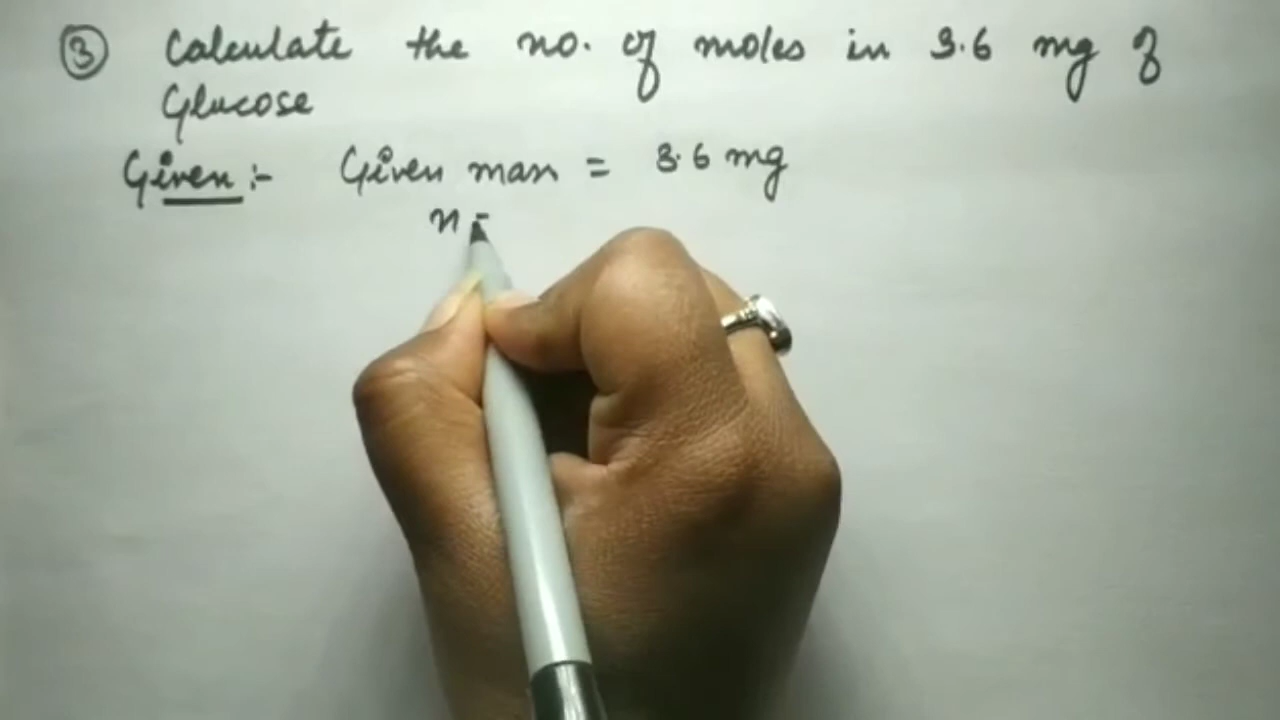 ③ Calculate the no. of moles in 3.6 mg of
Glucose
Given :- Given mass = 3.6 mg
n =